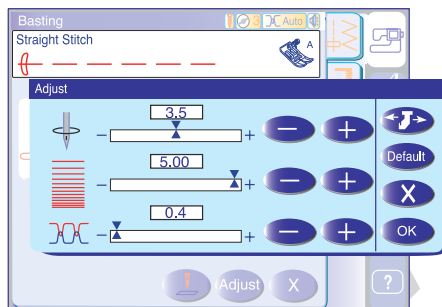 Basting
3 Auto
Straight Stitch
A
Adjust
3.5
- +
- +
5.00
- +
- +
Default
0.4
- +
- +
X
OK
Adjust X ?